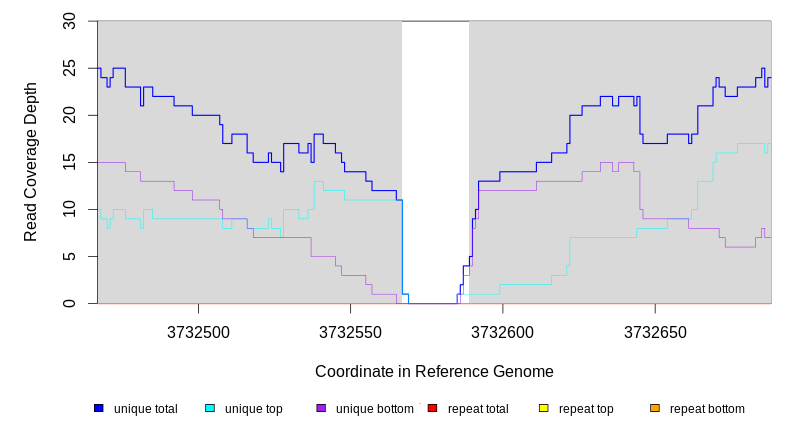 30
25
20
15
10
5
0
Read Coverage Depth
3732500 3732550 3732600 3732650
Coordinate in Reference Genome
unique total unique top unique bottom repeat total repeat top repeat bottom